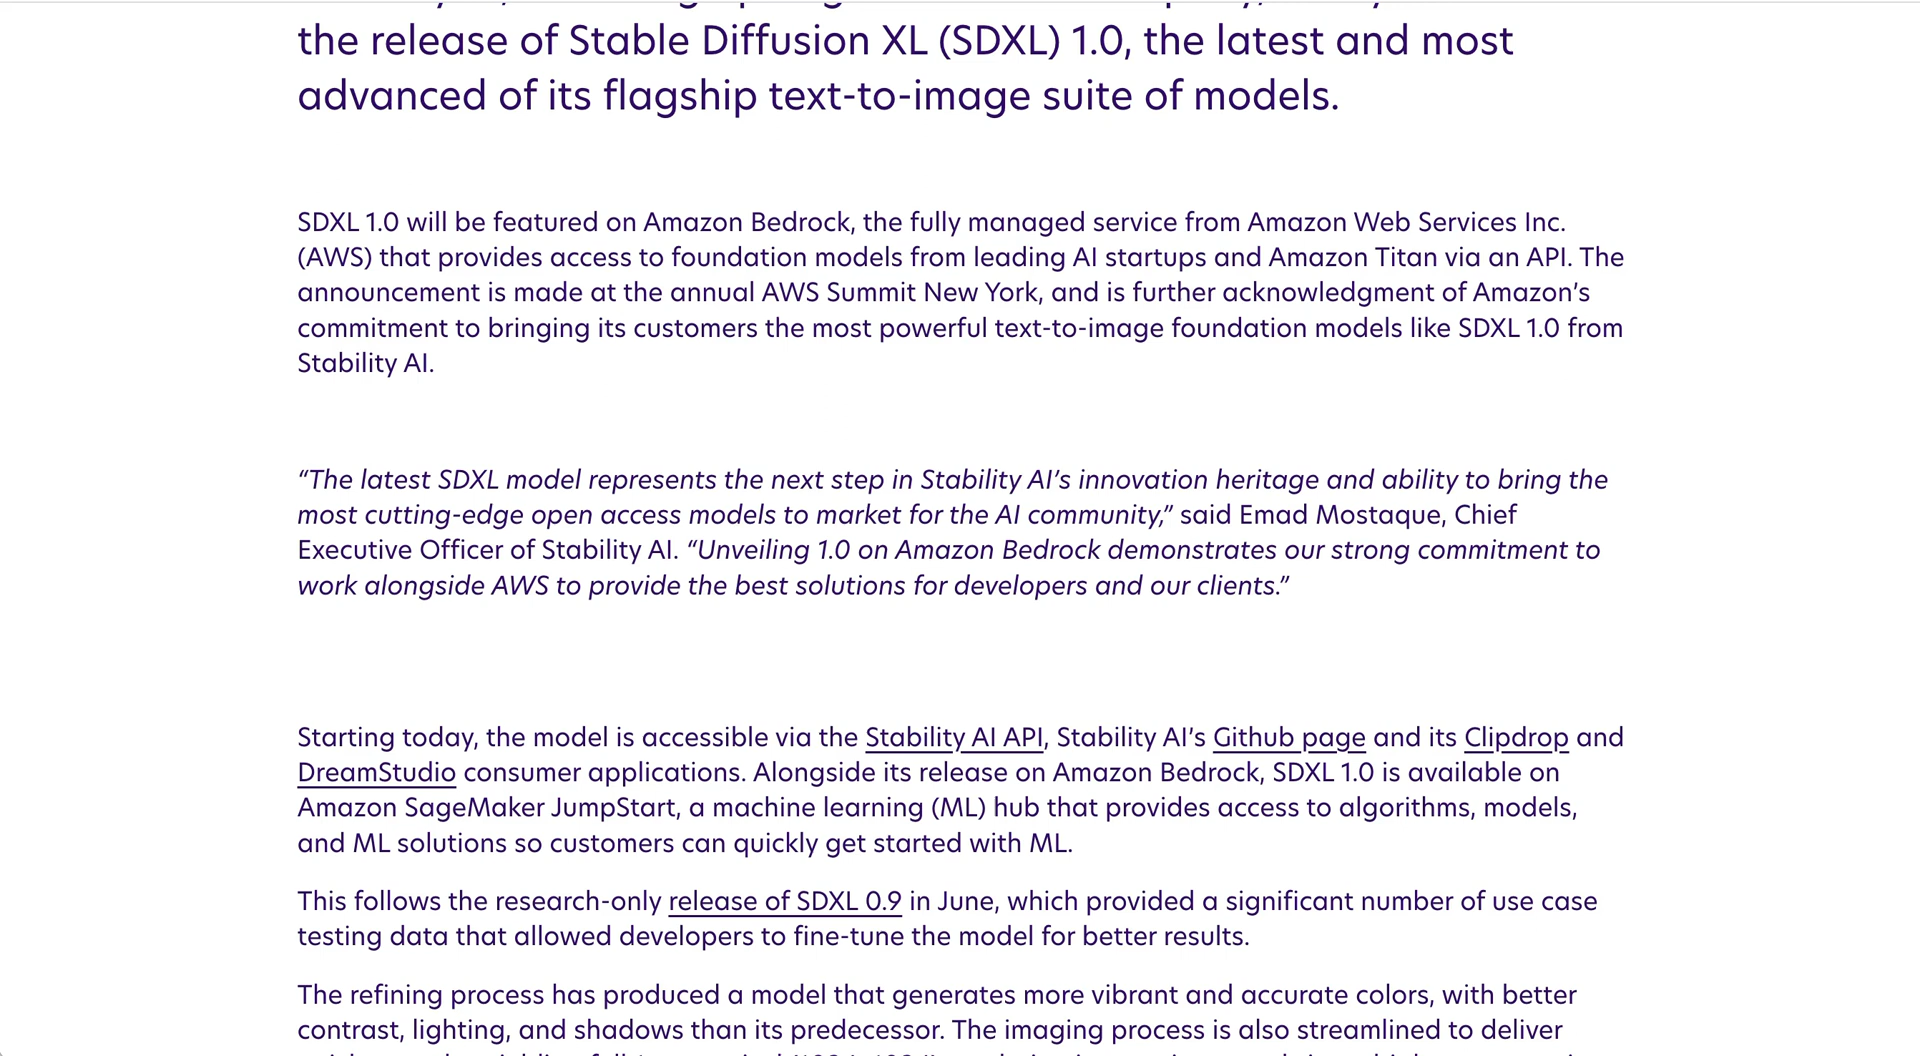 the release of Stable Diffusion XL (SDXL) 1.0, the latest and most
advanced of its flagship text-to-image suite of models.
SDXL 1.0 will be featured on Amazon Bedrock, the fully managed service from Amazon Web Services Inc.
(AWS) that provides access to foundation models from leading AI startups and Amazon Titan via an API. The
announcement is made at the annual AWS Summit New York, and is further acknowledgment of Amazon’s
commitment to bringing its customers the most powerful text-to-image foundation models like SDXL 1.0 from
Stability AI.
“The latest SDXL model represents the next step in Stability AI’s innovation heritage and ability to bring the
most cutting-edge open access models to market for the AI community,” said Emad Mostaque, Chief
Executive Officer of Stability AI. “Unveiling 1.0 on Amazon Bedrock demonstrates our strong commitment to
work alongside AWS to provide the best solutions for developers and our clients.”
Starting today, the model is accessible via the Stability AI API, Stability AI’s Github page and its Clipdrop and
DreamStudio consumer applications. Alongside its release on Amazon Bedrock, SDXL 1.0 is available on
Amazon SageMaker JumpStart, a machine learning (ML) hub that provides access to algorithms, models,
and ML solutions so customers can quickly get started with ML.
This follows the research-only release of SDXL 0.9 in June, which provided a significant number of use case
testing data that allowed developers to fine-tune the model for better results.
The refining process has produced a model that generates more vibrant and accurate colors, with better
contrast, lighting, and shadows than its predecessor. The imaging process is also streamlined to deliver